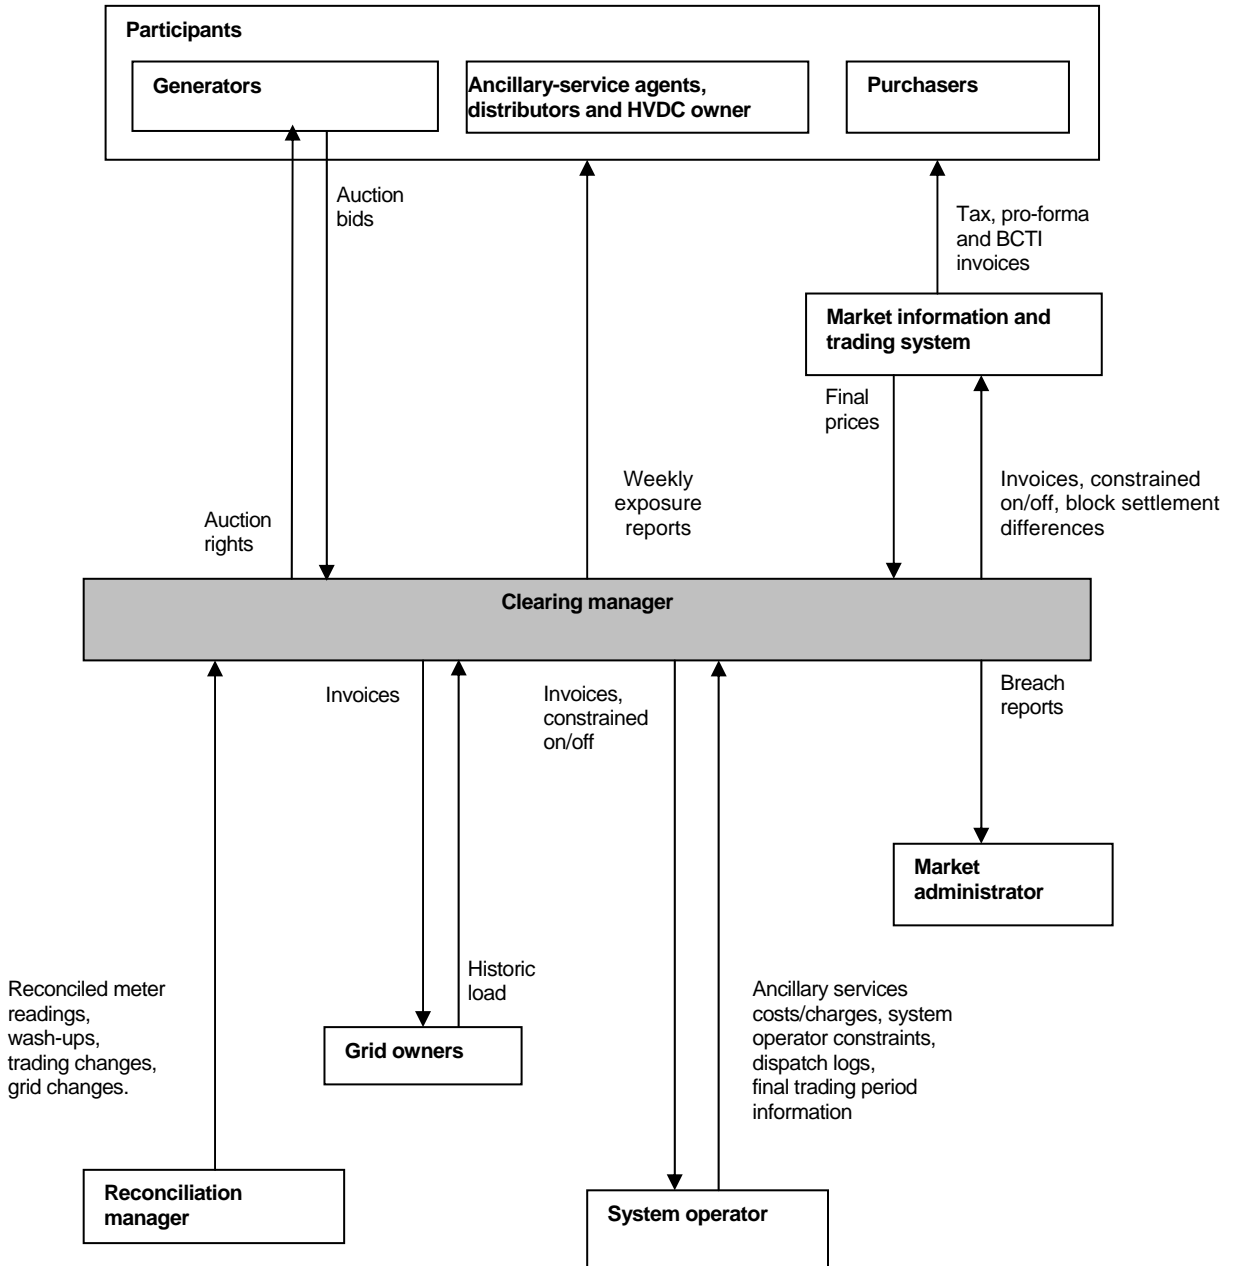 Participants
Generators
Ancillary-service agents,
distributors and HVDC owner
Purchasers
Auction
bids
Tax, pro-forma
and BCTI
invoices
Market information and
trading system
Final
prices
Weekly
exposure
reports
Invoices, constrained
on/off, block settlement
differences
Auction
rights
Clearing manager
Invoices
Invoices,
constrained
on/off
Breach
reports
Market
administrator
Historic
load
Reconciled meter
readings,
wash-ups,
trading changes,
grid changes.
Ancillary services
costs/charges, system
operator constraints,
dispatch logs,
final trading period
information
Grid owners
Reconciliation
manager
System operator